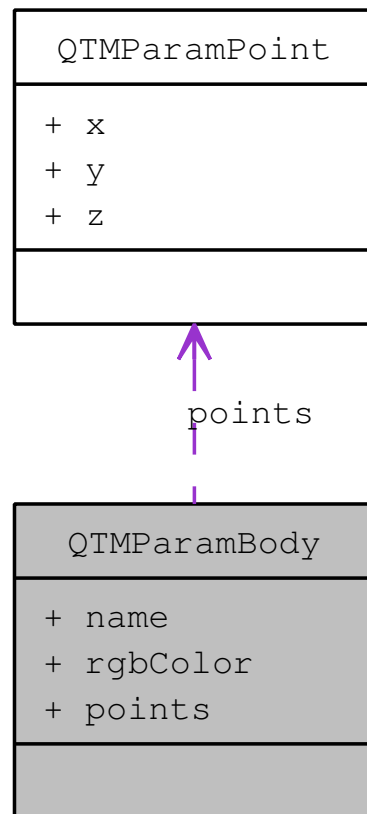 QTMParamPoint
+ x
+ y
+ z
points
QTMParamBody
+ name
+ rgbColor
+ points